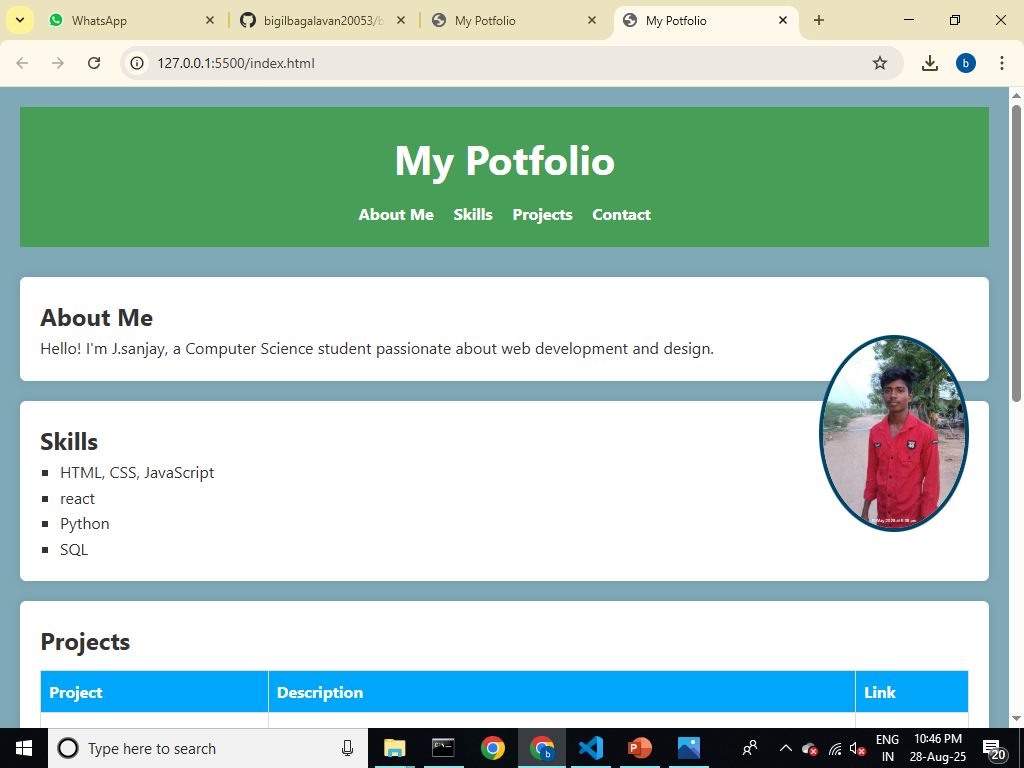 WhatsApp
bigilbagalavan20053/b
My Potfolio
My Potfolio
127.0.0.1:5500/index.html
b
My Potfolio
About Me Skills Projects Contact
About Me
Hello! I'm J.sanjay, a Computer Science student passionate about web development and design.
Skills
HTML, CSS, JavaScript
react
Python
SQL
Projects
Project Description Link
Type here to search
ENG
IN
10:46 PM
28-Aug-25
20